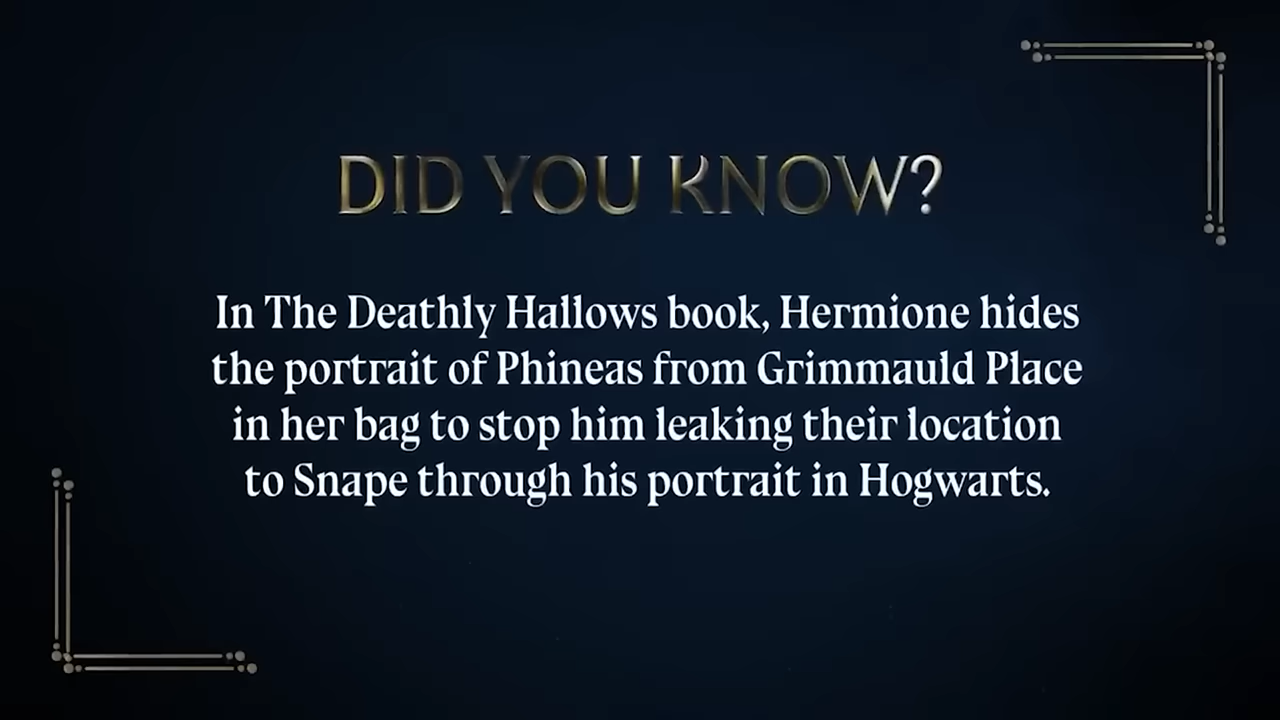 DID YOU KNOW?
In The Deathly Hallows book, Hermione hides
the portrait of Phineas from Grimmauld Place
in her bag to stop him leaking their location
to Snape through his portrait in Hogwarts.